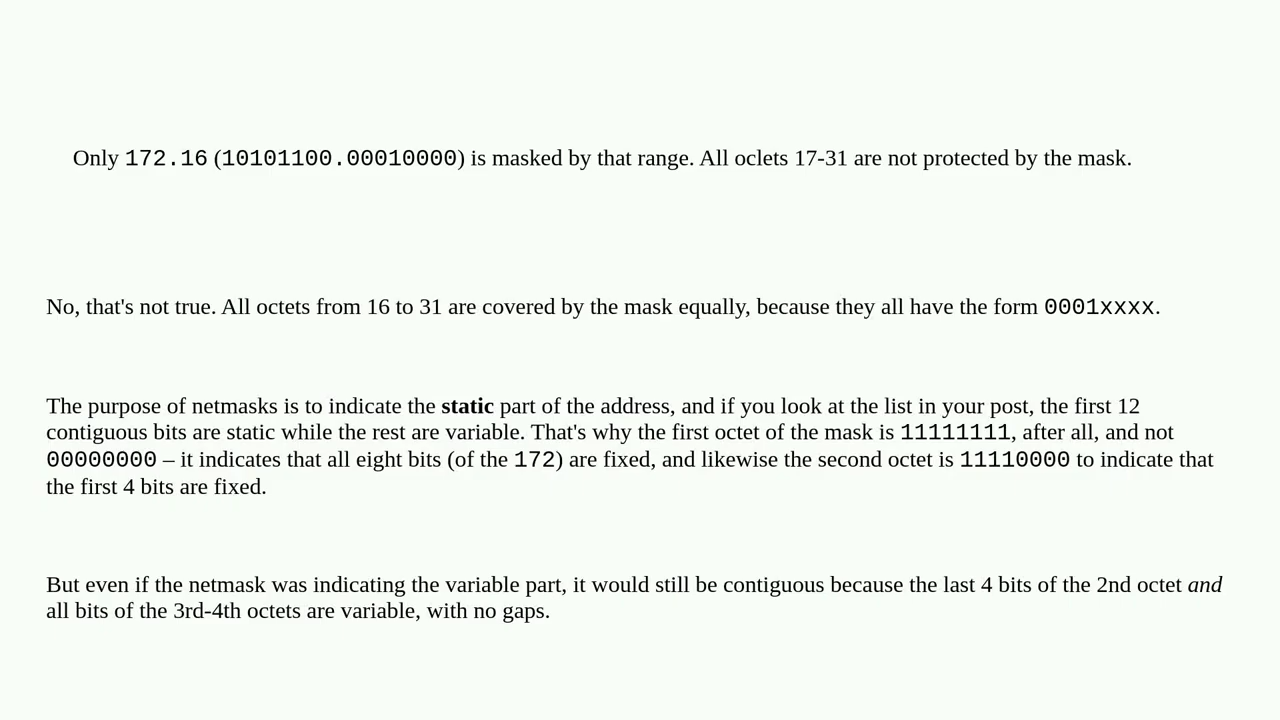 Only 172.16 (10101100.00010000) is masked by that range. All oclets 17-31 are not protected by the mask.
No, that's not true. All octets from 16 to 31 are covered by the mask equally, because they all have the form 0001xxxx.
The purpose of netmasks is to indicate the static part of the address, and if you look at the list in your post, the first 12
contiguous bits are static while the rest are variable. That's why the first octet of the mask is 11111111, after all, and not
00000000 – it indicates that all eight bits (of the 172) are fixed, and likewise the second octet is 11110000 to indicate that
the first 4 bits are fixed.
But even if the netmask was indicating the variable part, it would still be contiguous because the last 4 bits of the 2nd octet and
all bits of the 3rd-4th octets are variable, with no gaps.